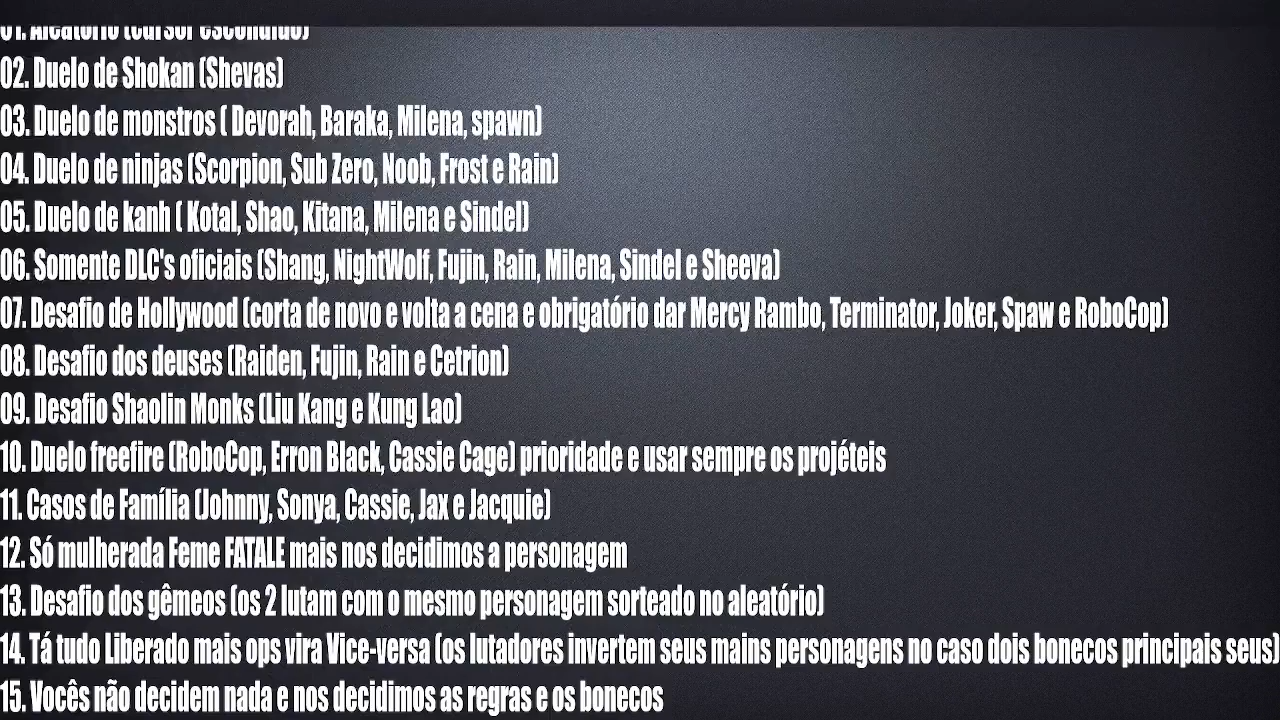 01. Aleatório (cursor escondido)
02. Duelo de Shokan (Shevas)
03. Duelo de monstros ( Devorah, Baraka, Milena, spawn)
04. Duelo de ninjas (Scorpion, Sub Zero, Noob, Frost e Rain)
05. Duelo de kanh ( Kotal, Shao, Kitana, Milena e Sindel)
06. Somente DLC's oficiais (Shang, NightWolf, Fujin, Rain, Milena, Sindel e Sheeva)
07. Desafio de Hollywood (corta de novo e volta a cena e obrigatório dar Mercy Rambo, Terminator, Joker, Spaw e RoboCop)
08. Desafio dos deuses (Raiden, Fujin, Rain e Cetrion)
09. Desafio Shaolin Monks (Liu Kang e Kung Lao)
10. Duelo freefire (RoboCop, Erron Black, Cassie Cage) prioridade e usar sempre os projéteis
11. Casos de Família (Johnny, Sonya, Cassie, Jax e Jacquie)
12. Só mulherada Feme FATALE mais nos decidimos a personagem
13. Desafio dos gêmeos (os 2 lutam com o mesmo personagem sorteado no aleatório)
14. Tá tudo Liberado mais ops vira Vice-versa (os lutadores invertem seus mains personagens no caso dois bonecos principais seus)
15. Vocês não decidem nada e nos decidimos as regras e os bonecos